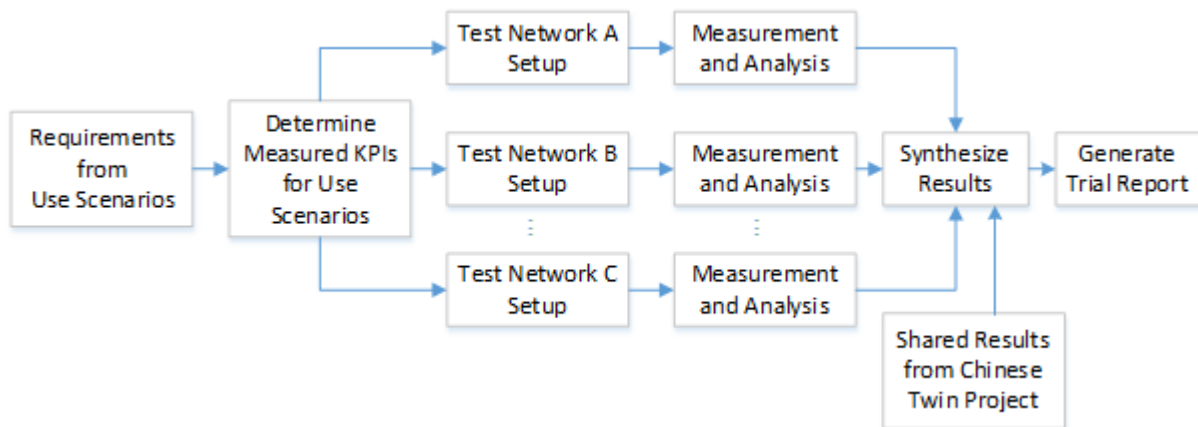 Requirements
from
Use Scenarios
Determine
Measured KPIs
for Use
Scenarios
Test Network A
Setup
Measurement
and Analysis
Test Network B
Setup
Measurement
and Analysis
Test Network C
Setup
Measurement
and Analysis
Synthesize
Results
Generate
Trial Report
Shared Results
from Chinese
Twin Project